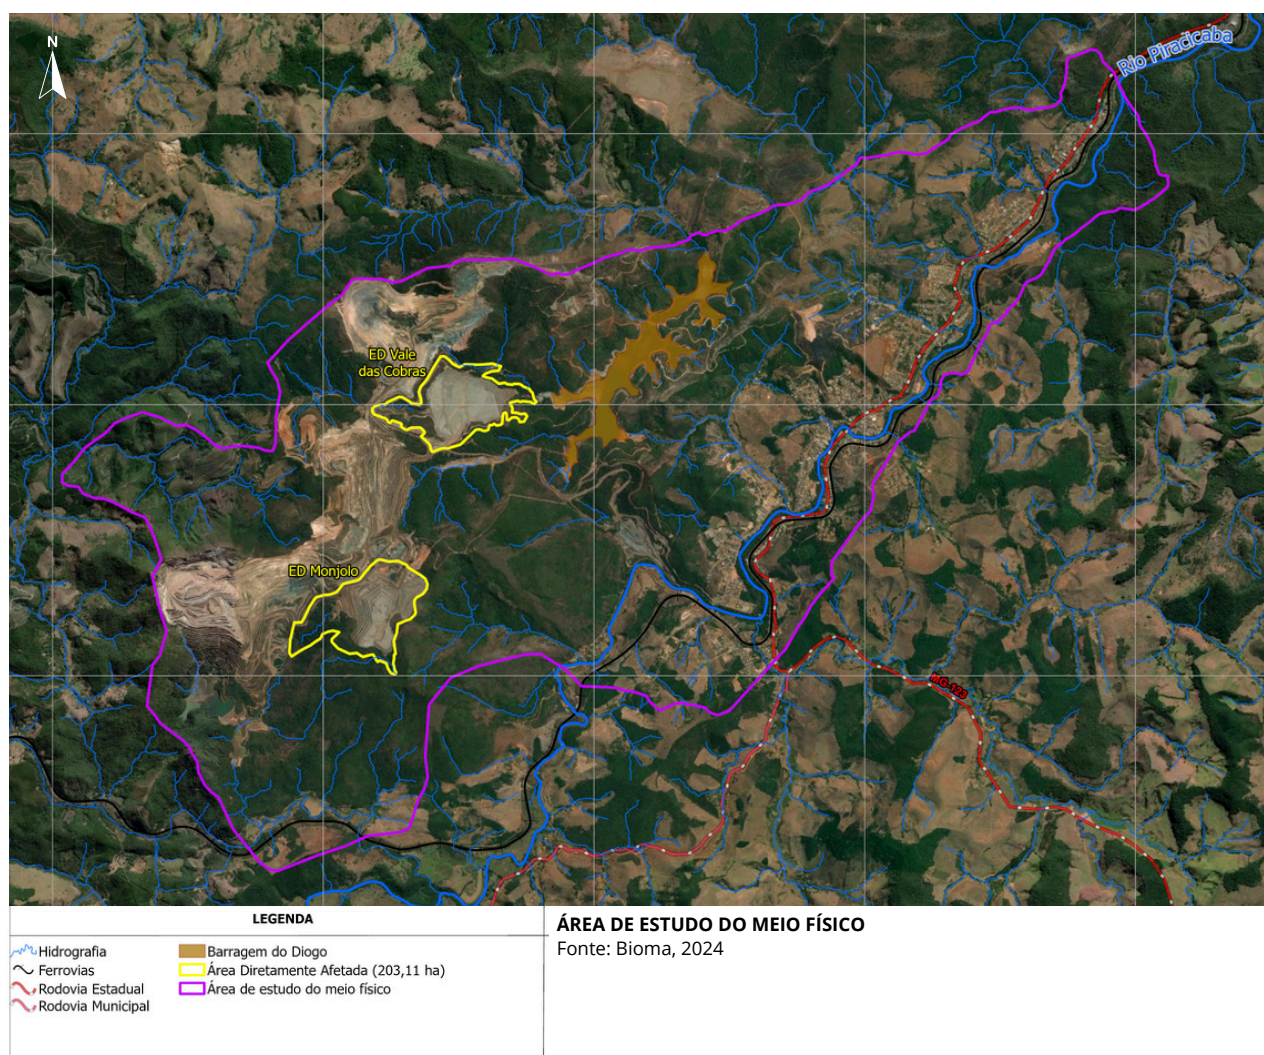 N
Rio Piracicaba
ED Vale
das Cobras
ED Monjolo
MG-123
LEGENDA
Hidrografia
Ferrovias
Rodovia Estadual
Rodovia Municipal
Barragem do Diogo
Área Diretamente Afetada (203,11 ha)
Área de estudo do meio físico
ÁREA DE ESTUDO DO MEIO FÍSICO
Fonte: Bioma, 2024